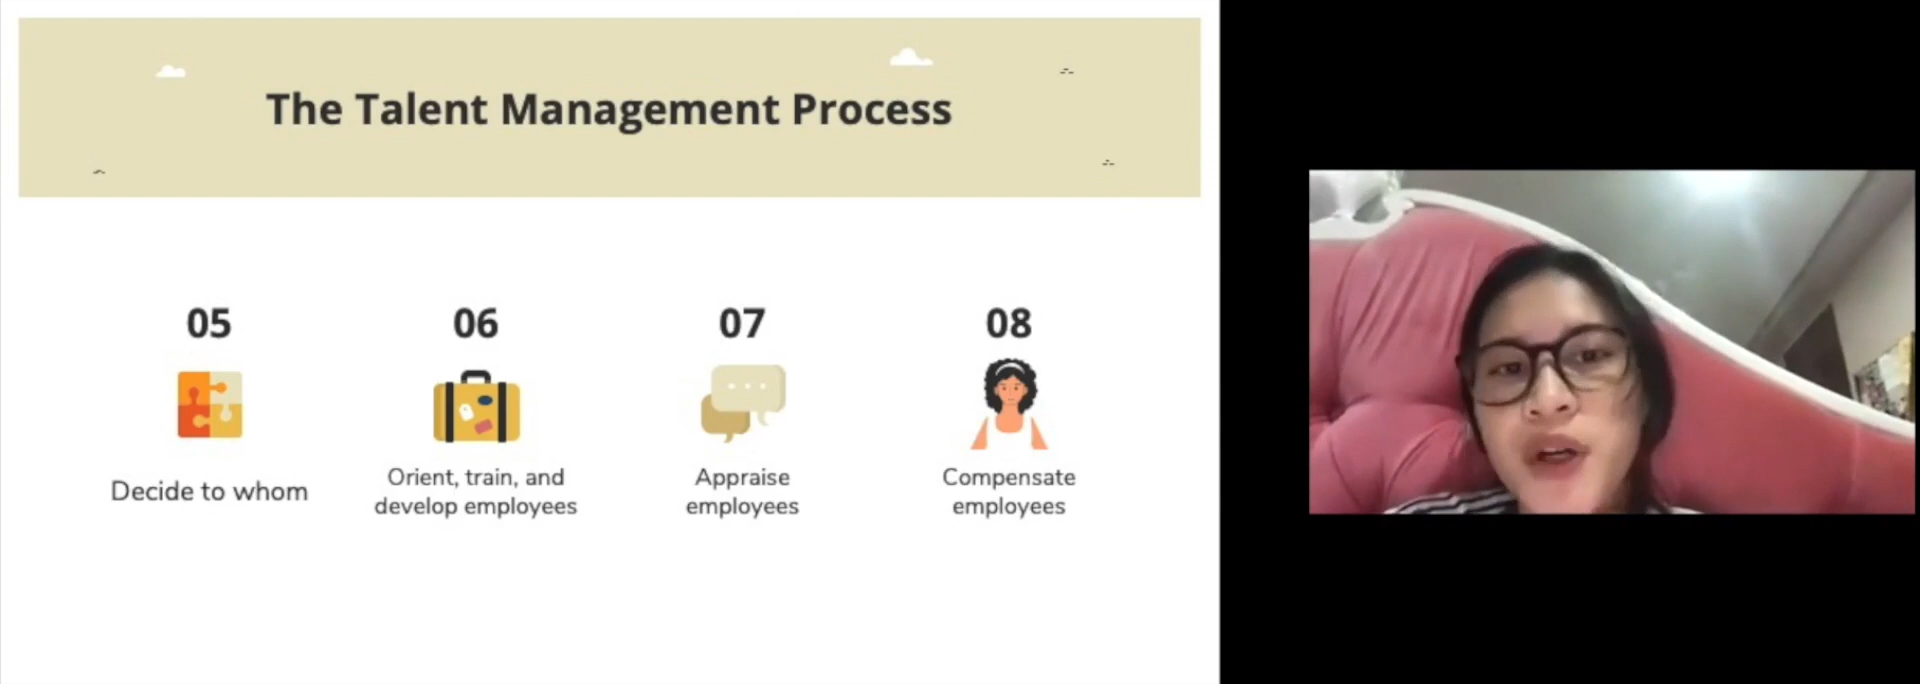 The Talent Management Process
05
06
07
08
Decide to whom
Orient, train, and
develop employees
Appraise
employees
Compensate
employees